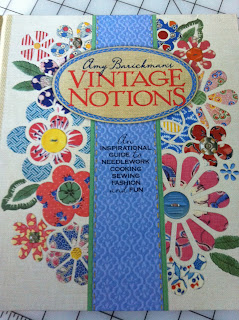 Amy Barickman's
VINTAGE
NOTIONS
An
INSPIRATIONAL
GUIDE to
NEEDLEWORK
COOKING
SEWING
FASHION
and FUN